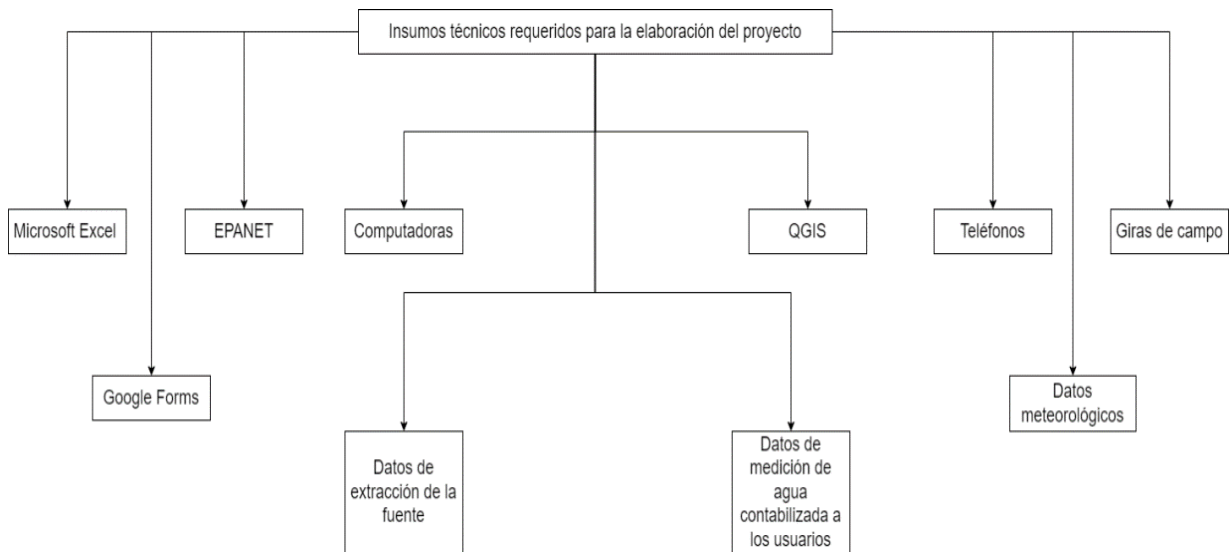 Insumos técnicos requeridos para la elaboración del proyecto
Microsoft Excel
EPANET
Computadoras
QGIS
Teléfonos
Giras de campo
Google Forms
Datos
meteorológicos
Datos de
extracción de la
fuente
Datos de
medición de
agua
contabilizada a
los usuarios